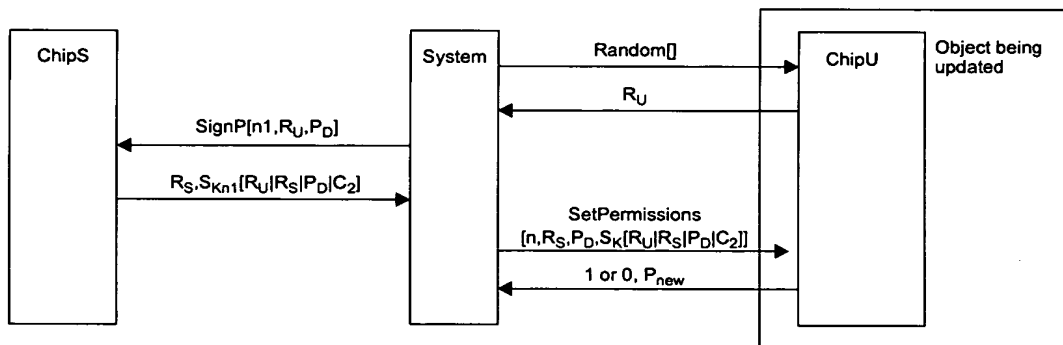 ChipS
System
Random[]
ChipU
Object being
updated
R_U
SignP[n1,R_U,P_D]
R_S,S_Kn1[R_U|R_S|P_D|C_2]
SetPermissions
[n,R_S,P_D,S_K[R_U|R_S|P_D|C_2]]
1 or 0, P_new